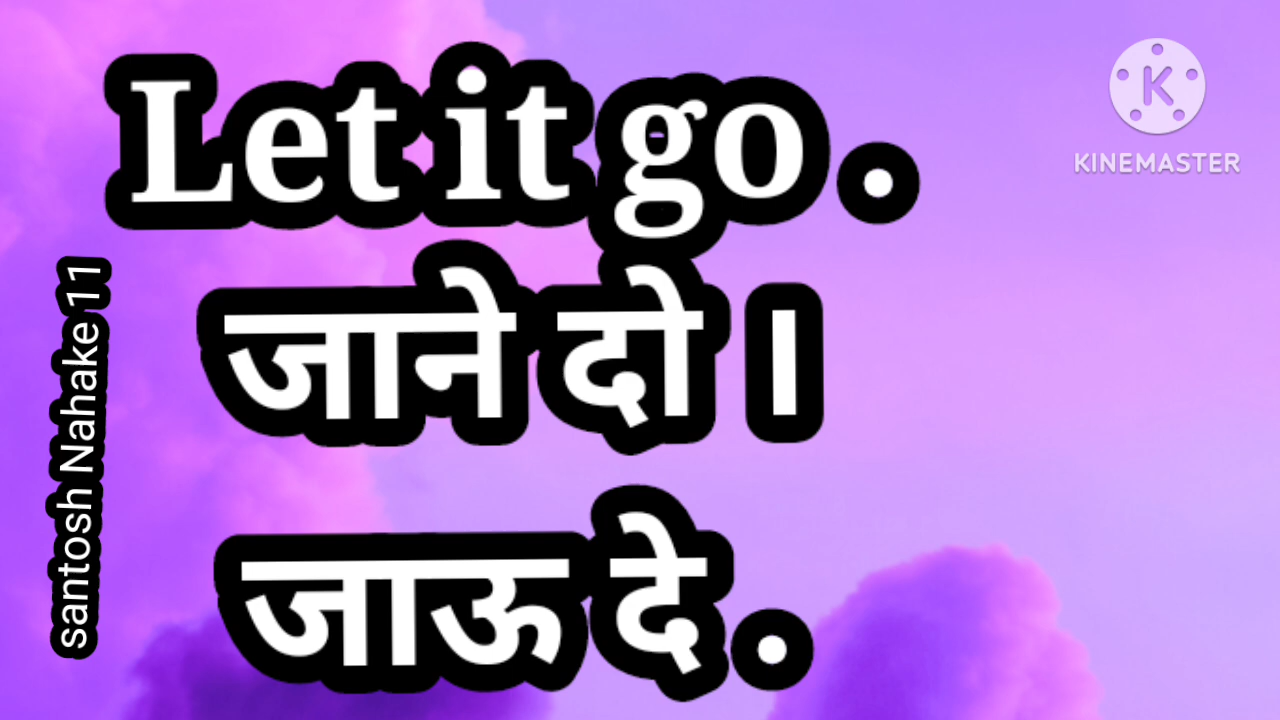 Let it go.
जाने दो।
जाऊ दे.
santosh Nahake 11
K
KINEMASTER